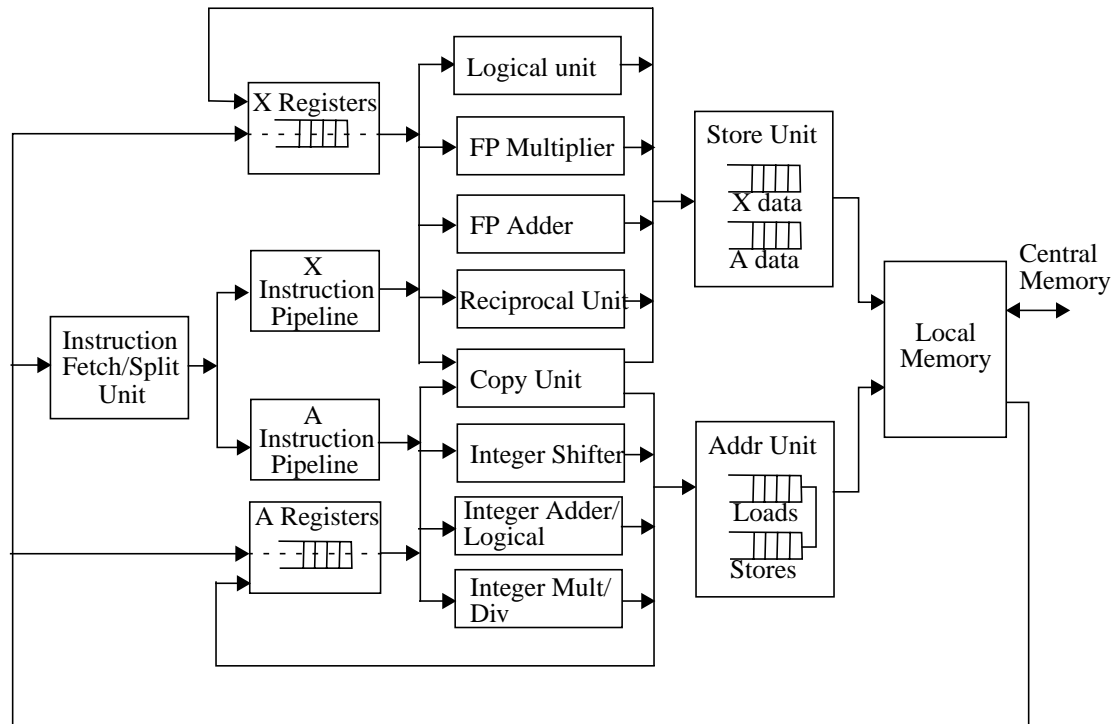 Logical unit
X Registers
FP Multiplier
FP Adder
X
Instruction
Pipeline
Reciprocal Unit
Instruction
Fetch/Split
Unit
Copy Unit
A
Instruction
Pipeline
Integer Shifter
A Registers
Integer Adder/
Logical
Integer Mult/
Div
Store Unit
X data
A data
Addr Unit
Loads
Stores
Local
Memory
Central
Memory